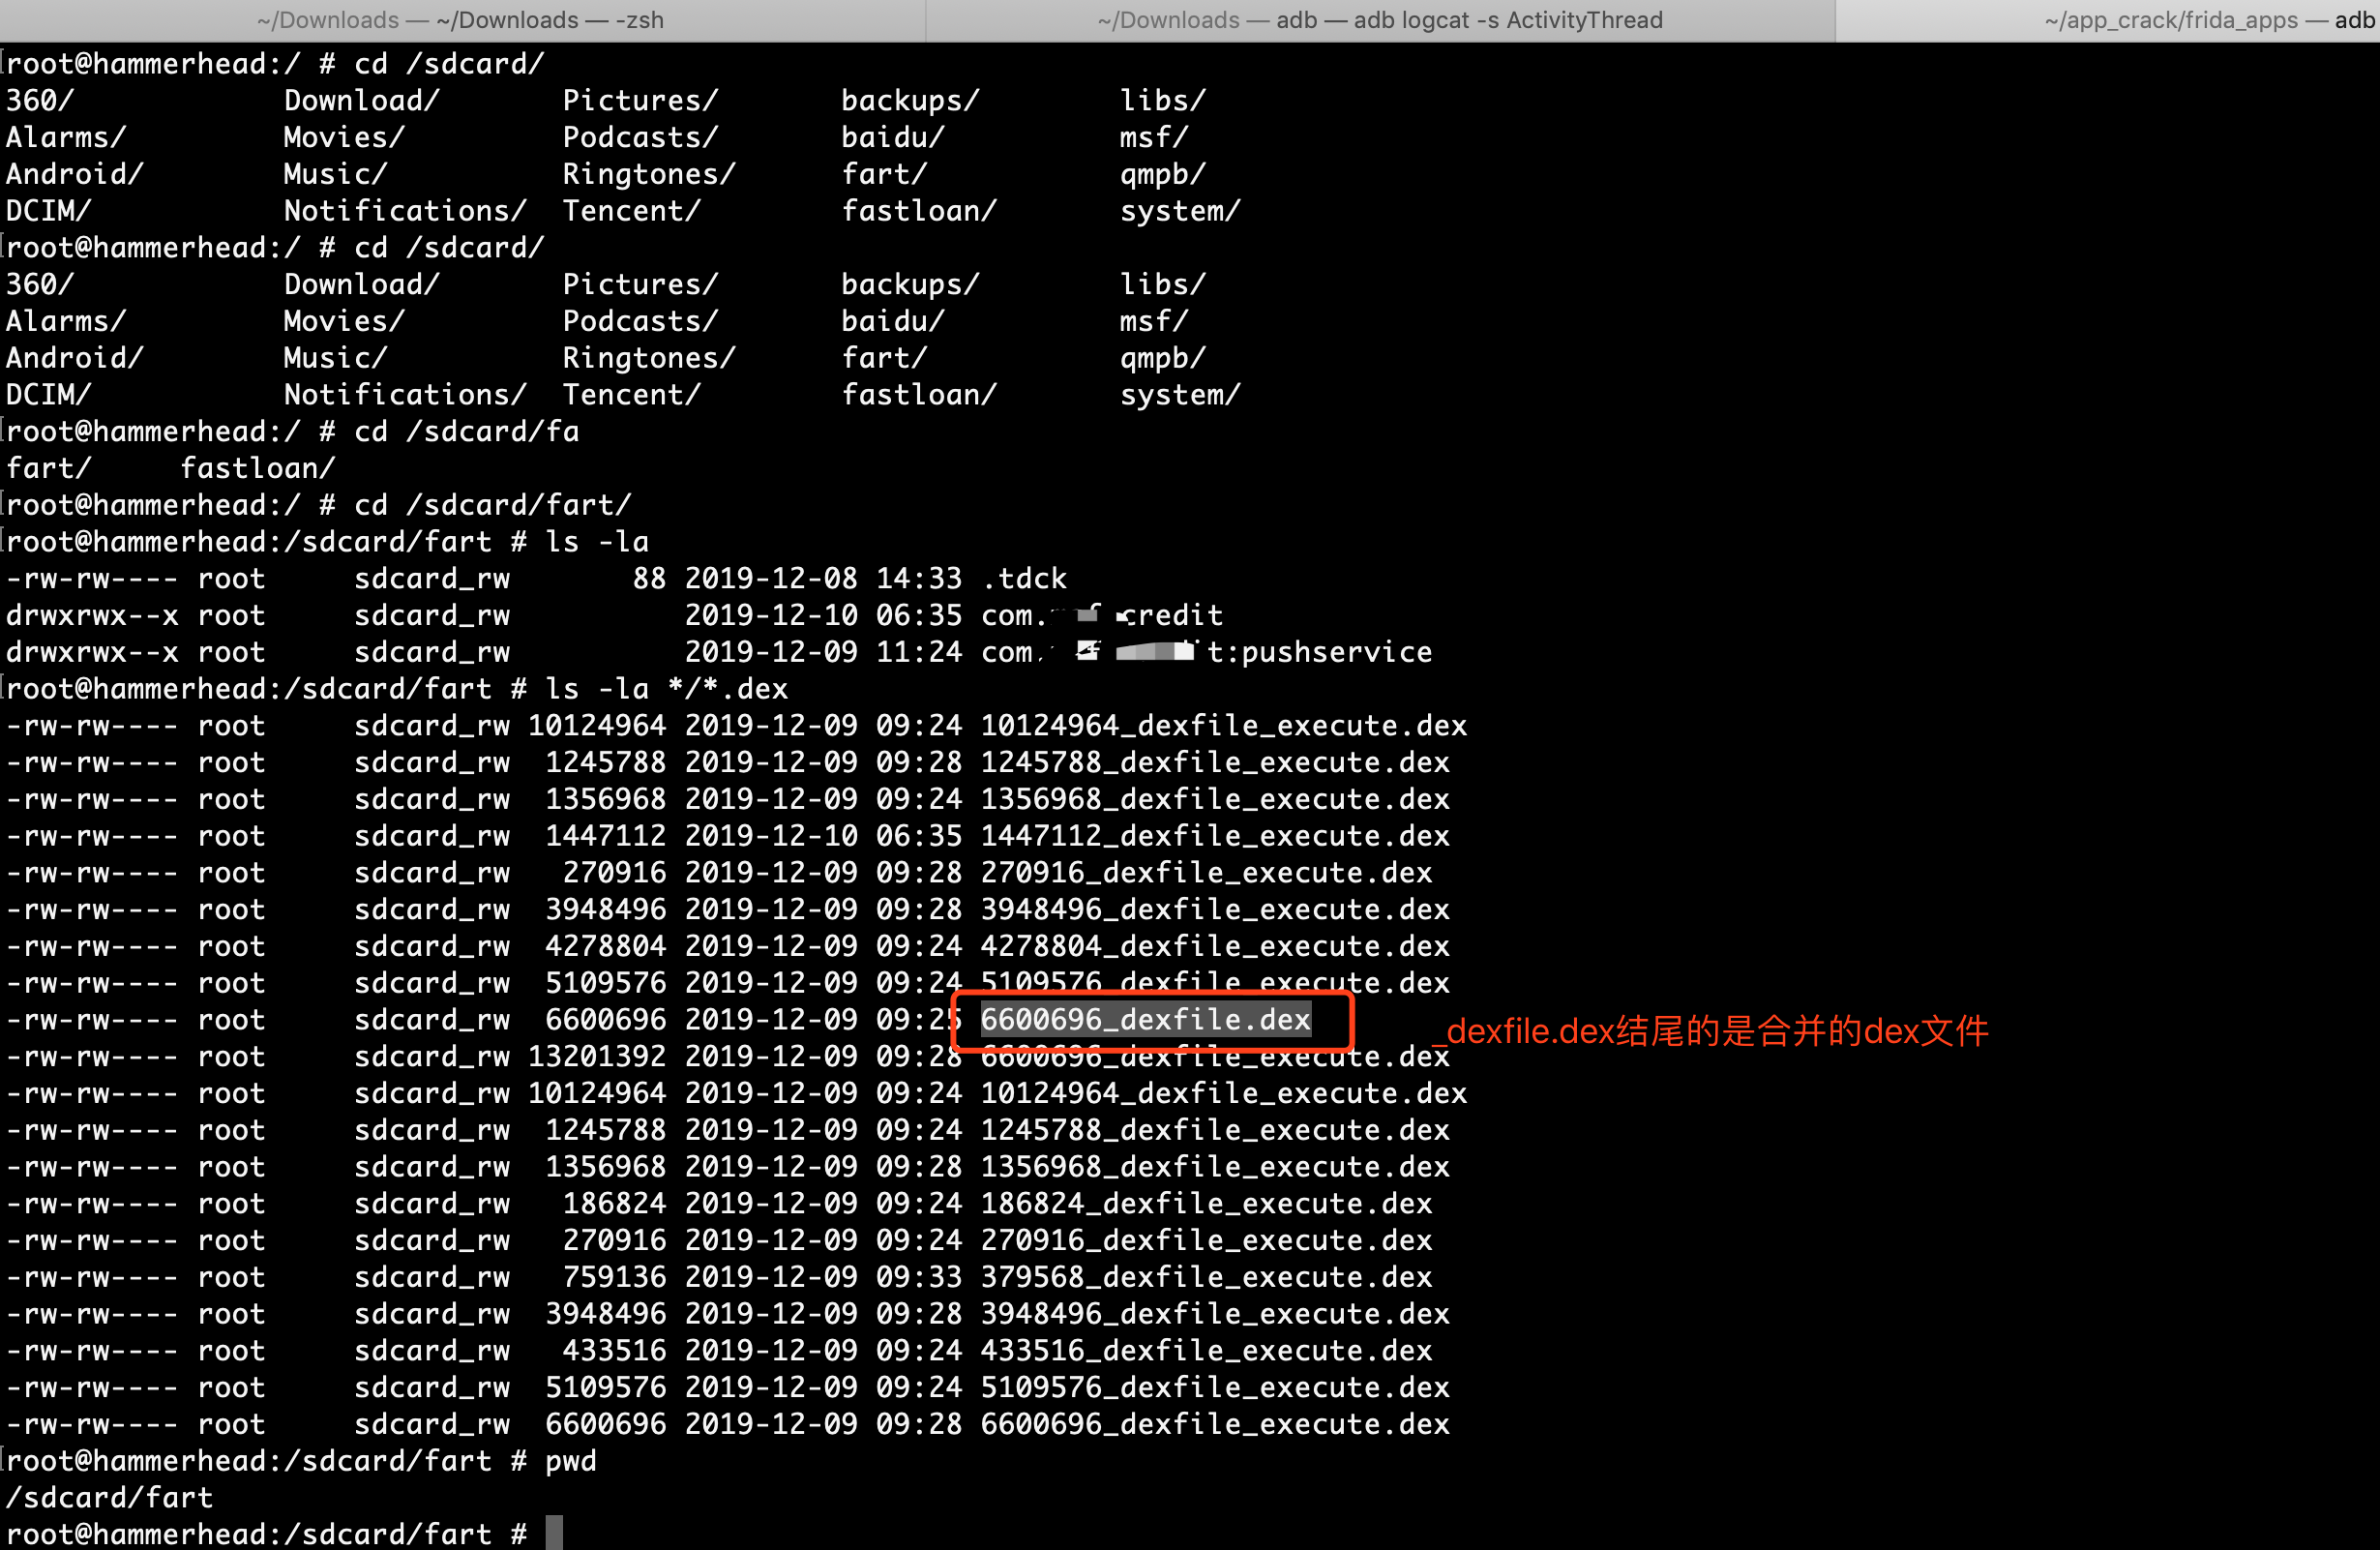 ~/Downloads — ~/Downloads — -zsh
~/Downloads — adb — adb logcat -s ActivityThread
~/app_crack/frida_apps — adb
root@hammerhead:/ # cd /sdcard/
360/ Download/ Pictures/ backups/ libs/
Alarms/ Movies/ Podcasts/ baidu/ msf/
Android/ Music/ Ringtones/ fart/ qmpb/
DCIM/ Notifications/ Tencent/ fastloan/ system/
root@hammerhead:/ # cd /sdcard/
360/ Download/ Pictures/ backups/ libs/
Alarms/ Movies/ Podcasts/ baidu/ msf/
Android/ Music/ Ringtones/ fart/ qmpb/
DCIM/ Notifications/ Tencent/ fastloan/ system/
root@hammerhead:/ # cd /sdcard/fa
fart/ fastloan/
root@hammerhead:/ # cd /sdcard/fart/
root@hammerhead:/sdcard/fart # ls -la
-rw-rw---- root sdcard_rw 88 2019-12-08 14:33 .tdck
drwxrwx--x root sdcard_rw 2019-12-10 06:35 com. credit
drwxrwx--x root sdcard_rw 2019-12-09 11:24 com. t:pushservice
root@hammerhead:/sdcard/fart # ls -la */*.dex
-rw-rw---- root sdcard_rw 10124964 2019-12-09 09:24 10124964_dexfile_execute.dex
-rw-rw---- root sdcard_rw 1245788 2019-12-09 09:28 1245788_dexfile_execute.dex
-rw-rw---- root sdcard_rw 1356968 2019-12-09 09:24 1356968_dexfile_execute.dex
-rw-rw---- root sdcard_rw 1447112 2019-12-10 06:35 1447112_dexfile_execute.dex
-rw-rw---- root sdcard_rw 270916 2019-12-09 09:28 270916_dexfile_execute.dex
-rw-rw---- root sdcard_rw 3948496 2019-12-09 09:28 3948496_dexfile_execute.dex
-rw-rw---- root sdcard_rw 4278804 2019-12-09 09:24 4278804_dexfile_execute.dex
-rw-rw---- root sdcard_rw 5109576 2019-12-09 09:24 5109576_dexfile_execute.dex
-rw-rw---- root sdcard_rw 6600696 2019-12-09 09:25 6600696_dexfile.dex
_dexfile.dex结尾的是合并的dex文件
-rw-rw---- root sdcard_rw 13201392 2019-12-09 09:28 6600696_dexfile_execute.dex
-rw-rw---- root sdcard_rw 10124964 2019-12-09 09:24 10124964_dexfile_execute.dex
-rw-rw---- root sdcard_rw 1245788 2019-12-09 09:24 1245788_dexfile_execute.dex
-rw-rw---- root sdcard_rw 1356968 2019-12-09 09:28 1356968_dexfile_execute.dex
-rw-rw---- root sdcard_rw 186824 2019-12-09 09:24 186824_dexfile_execute.dex
-rw-rw---- root sdcard_rw 270916 2019-12-09 09:24 270916_dexfile_execute.dex
-rw-rw---- root sdcard_rw 759136 2019-12-09 09:33 379568_dexfile_execute.dex
-rw-rw---- root sdcard_rw 3948496 2019-12-09 09:28 3948496_dexfile_execute.dex
-rw-rw---- root sdcard_rw 433516 2019-12-09 09:24 433516_dexfile_execute.dex
-rw-rw---- root sdcard_rw 5109576 2019-12-09 09:24 5109576_dexfile_execute.dex
-rw-rw---- root sdcard_rw 6600696 2019-12-09 09:28 6600696_dexfile_execute.dex
root@hammerhead:/sdcard/fart # pwd
/sdcard/fart
root@hammerhead:/sdcard/fart #